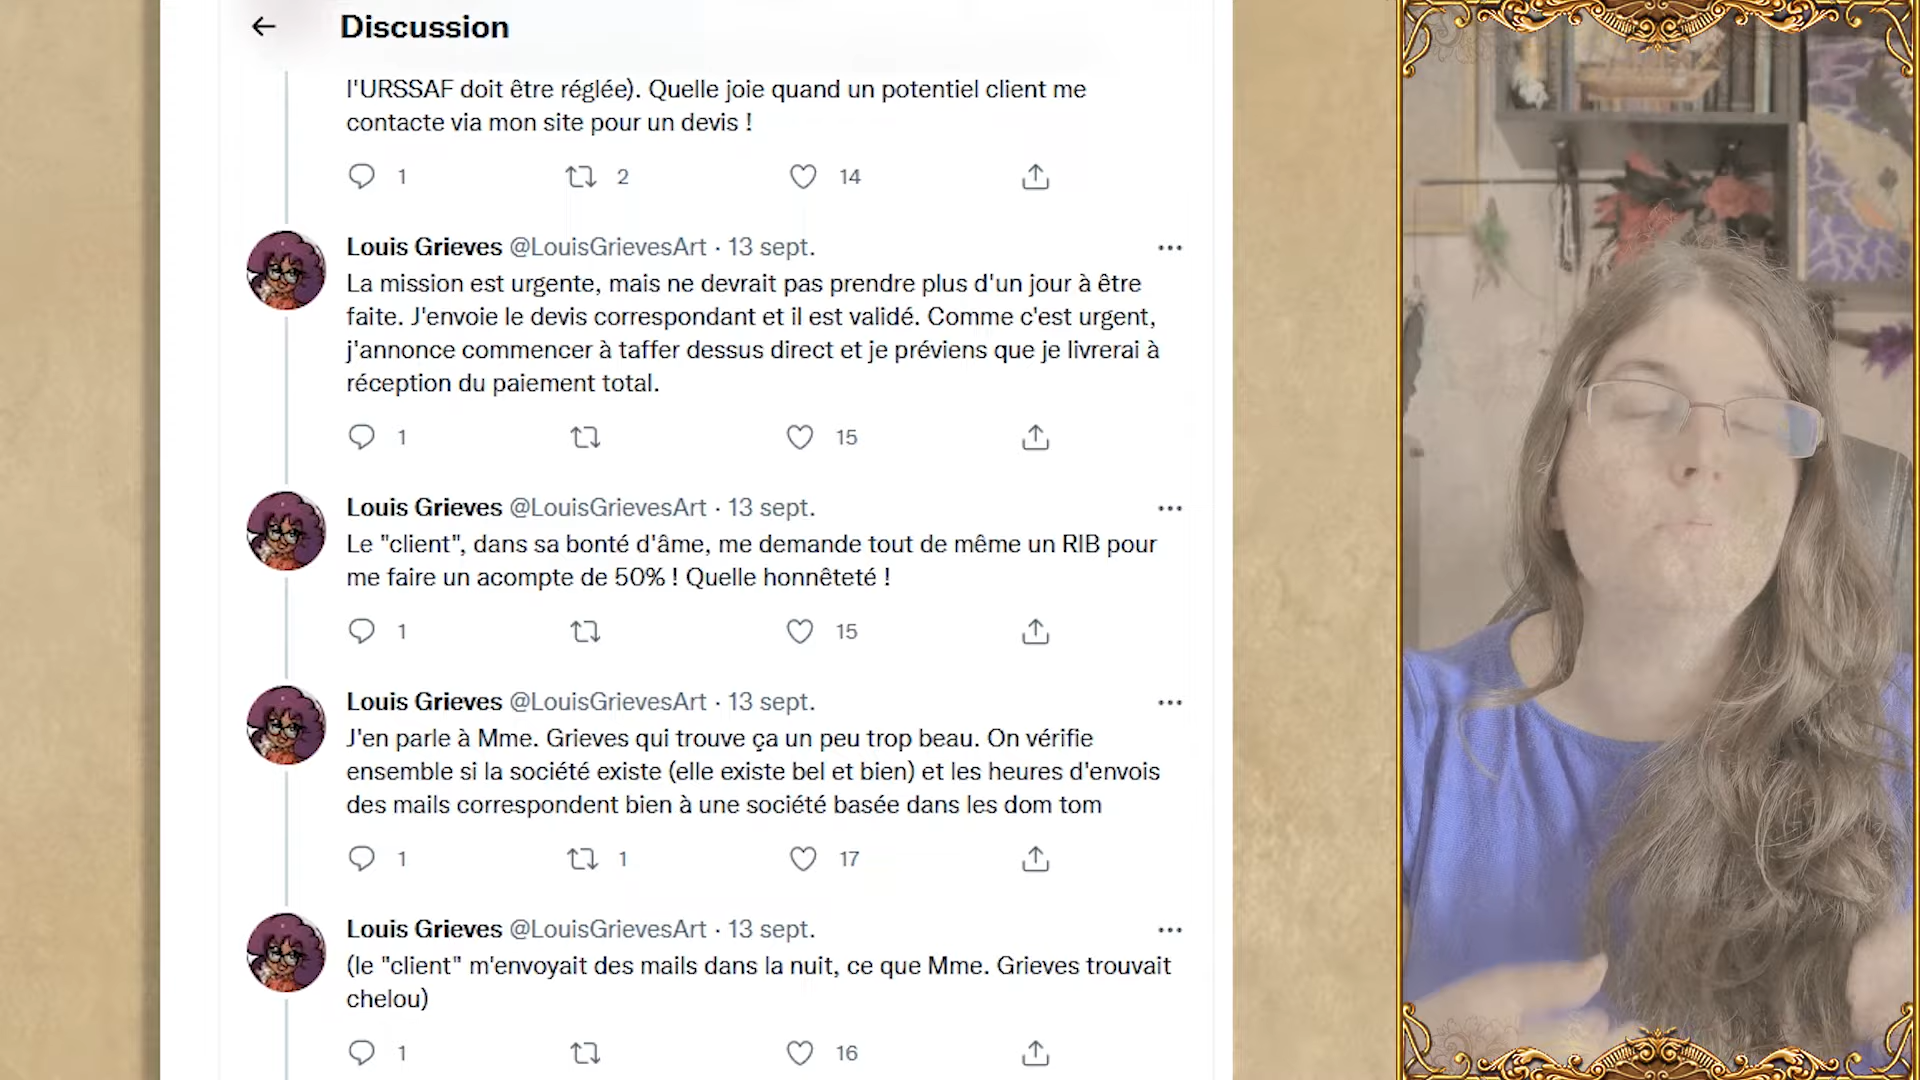 Discussion
l'URSSAF doit être réglée). Quelle joie quand un potentiel client me
contacte via mon site pour un devis !
1 2 14
Louis Grieves @LouisGrievesArt · 13 sept.
La mission est urgente, mais ne devrait pas prendre plus d'un jour à être
faite. J'envoie le devis correspondant et il est validé. Comme c'est urgent,
j'annonce commencer à taffer dessus direct et je préviens que je livrerai à
réception du paiement total.
1 15
Louis Grieves @LouisGrievesArt · 13 sept.
Le "client", dans sa bonté d'âme, me demande tout de même un RIB pour
me faire un acompte de 50% ! Quelle honnêteté !
1 15
Louis Grieves @LouisGrievesArt · 13 sept.
J'en parle à Mme. Grieves qui trouve ça un peu trop beau. On vérifie
ensemble si la société existe (elle existe bel et bien) et les heures d'envois
des mails correspondent bien à une société basée dans les dom tom
1 1 17
Louis Grieves @LouisGrievesArt · 13 sept.
(le "client" m'envoyait des mails dans la nuit, ce que Mme. Grieves trouvait
chelou)
1 16